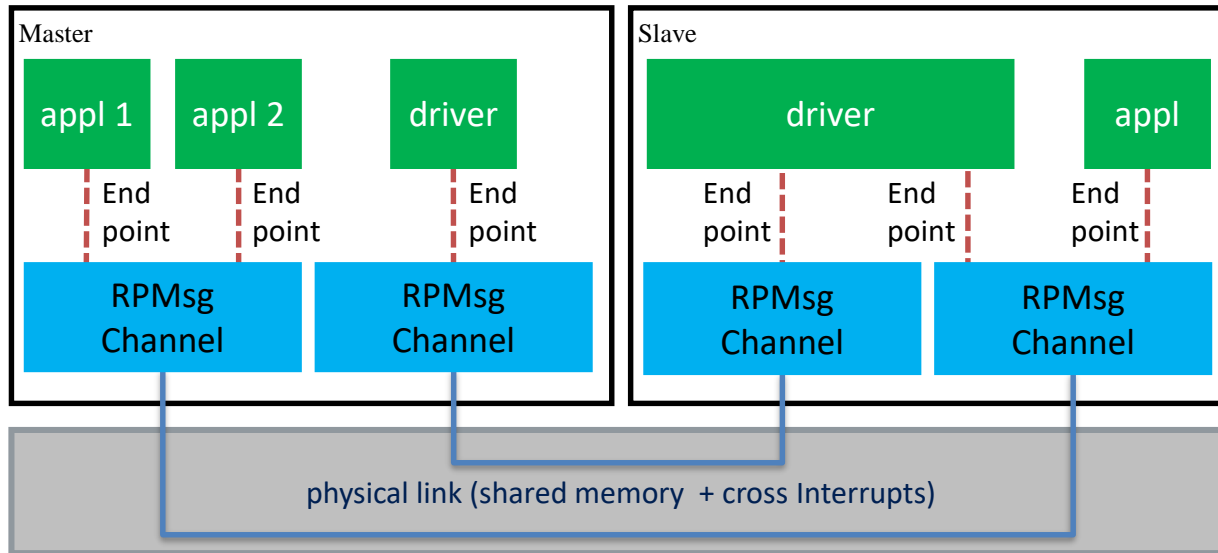 Master
appl 1
appl 2
driver
End
point
End
point
End
point
RPMsg
Channel
RPMsg
Channel
Slave
driver
appl
End
point
End
point
End
point
RPMsg
Channel
RPMsg
Channel
physical link (shared memory + cross Interrupts)